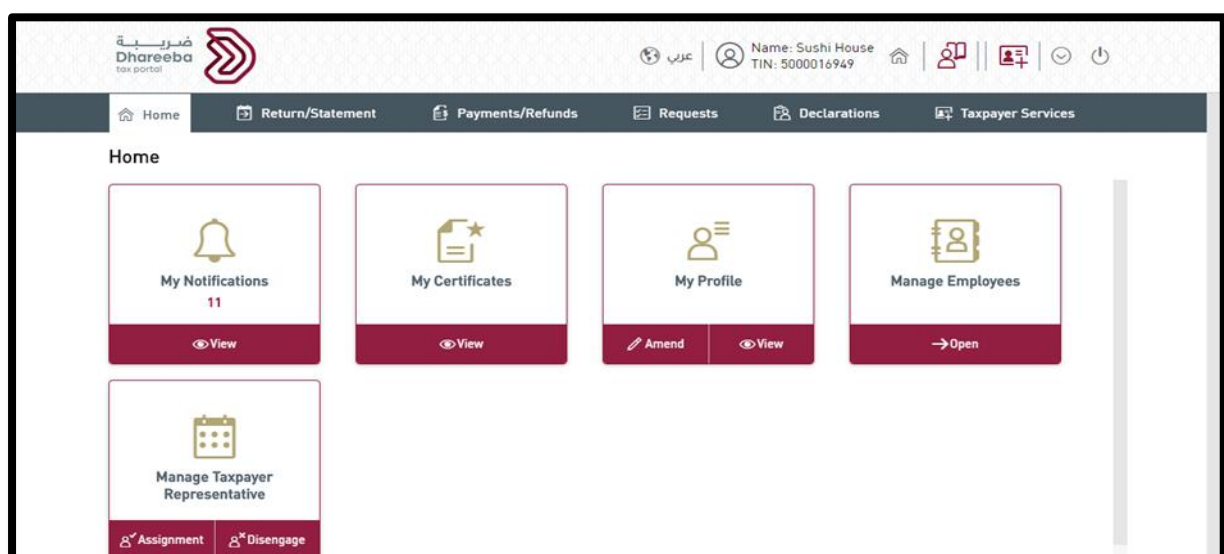 ضريبة
Dhareeba
tax portal
عربي
Name: Sushi House
TIN: 5000016949
Home
Return/Statement
Payments/Refunds
Requests
Declarations
Taxpayer Services
Home
My Notifications
11
View
My Certificates
View
My Profile
Amend
View
Manage Employees
Open
Manage Taxpayer
Representative
Assignment
Disengage